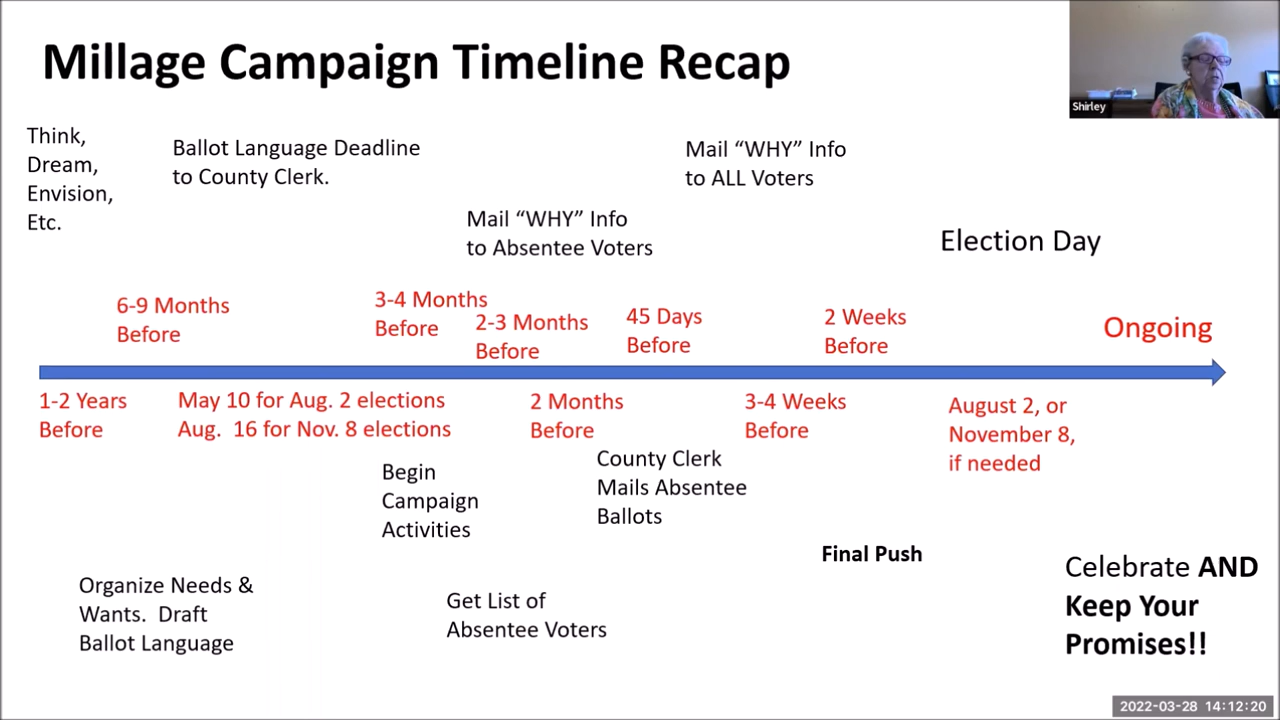 Millage Campaign Timeline Recap
Shirley
Think,
Dream,
Envision,
Etc.
Ballot Language Deadline
to County Clerk.
Mail “WHY” Info
to Absentee Voters
Mail “WHY” Info
to ALL Voters
Election Day
6-9 Months
Before
3-4 Months
Before
2-3 Months
Before
45 Days
Before
2 Weeks
Before
Ongoing
1-2 Years
Before
May 10 for Aug. 2 elections
Aug.  16 for Nov. 8 elections
2 Months
Before
3-4 Weeks
Before
August 2, or
November 8,
if needed
Begin
Campaign
Activities
County Clerk
Mails Absentee
Ballots
Final Push
Organize Needs &
Wants.  Draft
Ballot Language
Get List of
Absentee Voters
Celebrate AND
Keep Your
Promises!!
2022-03-28  14:12:20